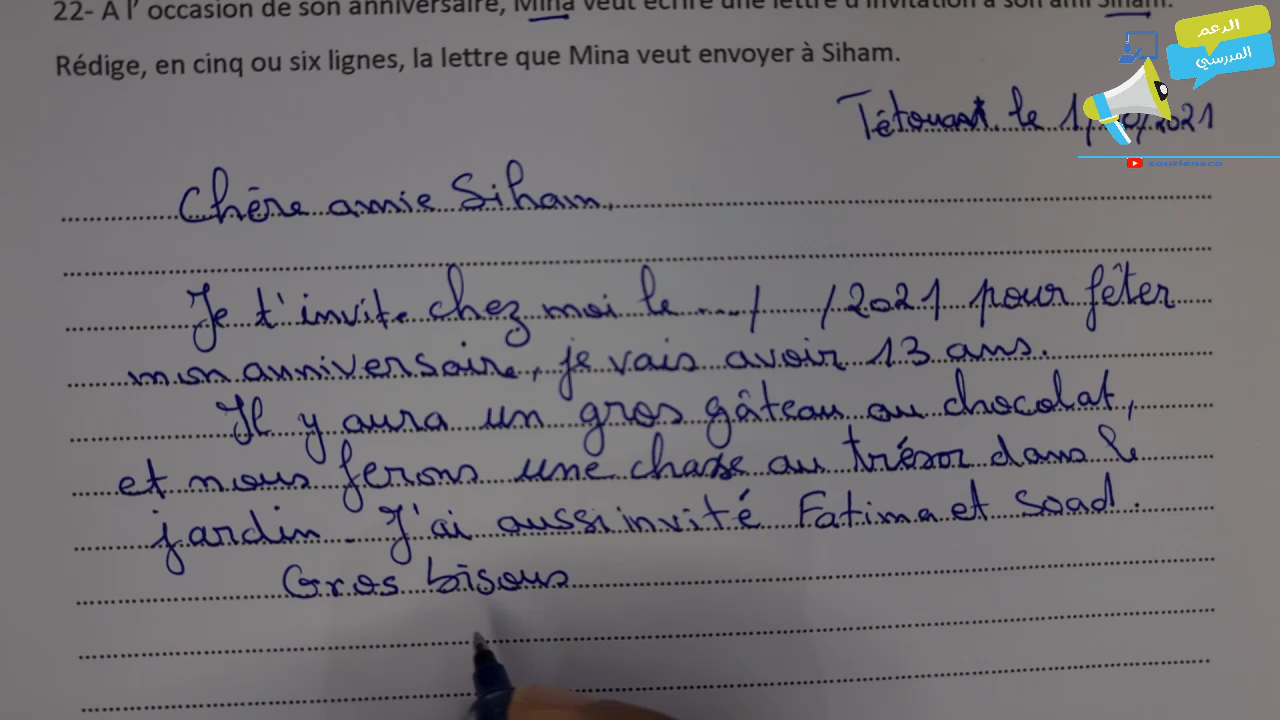 22- A l' occasion de son anniversaire, Mina veut écrire une lettre d'invitation à son ami Siham.
Rédige, en cinq ou six lignes, la lettre que Mina veut envoyer à Siham.
الدعم
المدرسي
Tétouan le 1/10/2021
Chère amie Siham,
Je t'invite chez moi le ..../...../2021 pour fêter
mon anniversaire, je vais avoir 13 ans.
Il y aura un gros gâteau au chocolat,
et nous ferons une chasse au trésor dans le
jardin. J'ai aussi invité Fatima et Soad.
Gros bisous